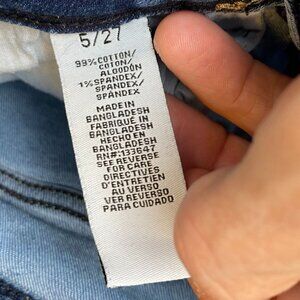 5/27
99% COTTON/
COTON/
ALGODÓN
1% SPANDEX/
SPANDEX/
SPANDEX
MADE IN
BANGLADESH
FABRIQUÉ IN
BANGLADESH
HECHO EN
BANGLADESH
RN#:133647
SEE REVERSE
FOR CARE
DIRECTIVES
D'ENTRETIEN
AU VERSO
VER REVERSO
PARA CUIDADO